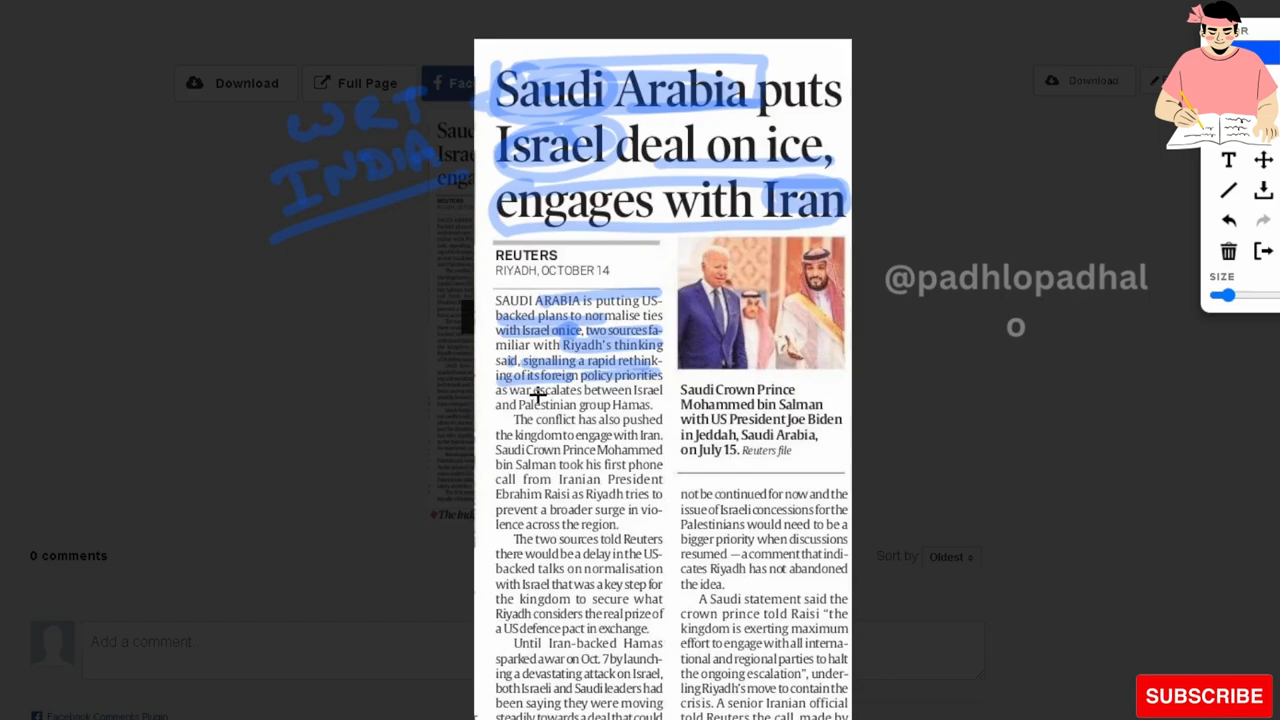 Download
Full Page
Saudi Arabia puts
Israel deal on ice,
engages with Iran
REUTERS
RIYADH, OCTOBER 14
SAUDI ARABIA is putting US-
backed plans to normalise ties
with Israel on ice, two sources fa-
miliar with Riyadh's thinking
said, signalling a rapid rethink-
ing of its foreign policy priorities
as war escalates between Israel
and Palestinian group Hamas.
The conflict has also pushed
the kingdom to engage with Iran.
Saudi Crown Prince Mohammed
bin Salman took his first phone
call from Iranian President
Ebrahim Raisi as Riyadh tries to
prevent a broader surge in vio-
lence across the region.
The two sources told Reuters
there would be a delay in the US-
backed talks on normalisation
with Israel that was a key step for
the kingdom to secure what
Riyadh considers the real prize of
a US defence pact in exchange.
Until Iran-backed Hamas
sparked a war on Oct. 7 by launch-
ing a devastating attack on Israel,
both Israeli and Saudi leaders had
been saying they were moving
steadily towards a deal that could
Saudi Crown Prince
Mohammed bin Salman
with US President Joe Biden
in Jeddah, Saudi Arabia,
on July 15. Reuters file
not be continued for now and the
issue of Israeli concessions for the
Palestinians would need to be a
bigger priority when discussions
resumed — a comment that indi-
cates Riyadh has not abandoned
the idea.
A Saudi statement said the
crown prince told Raisi "the
kingdom is exerting maximum
effort to engage with all interna-
tional and regional parties to halt
the ongoing escalation", under-
ling Riyadh's move to contain the
crisis. A senior Iranian official
told Reuters the call, made by
INDIA
@padhlopadhal
o
Download
T
SIZE
0 comments
Sort by
Oldest
Add a comment
Facebook Comments Plugin
SUBSCRIBE